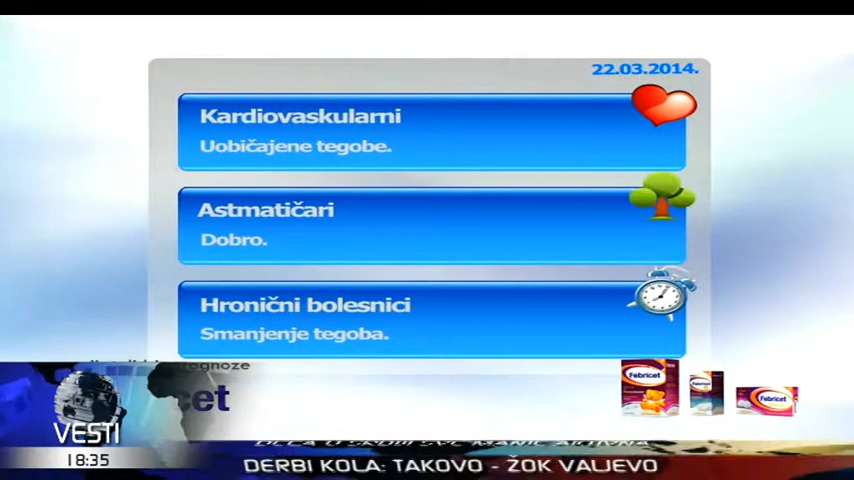 22.03.2014.
Kardiovaskularni
Uobičajene tegobe.
Astmatičari
Dobro.
Hronični bolesnici
Smanjenje tegoba.
Febricet
Febricet
cet
VESTI
18:35
DERBI KOLA: TAKOVO - ŽOK VALJEVO